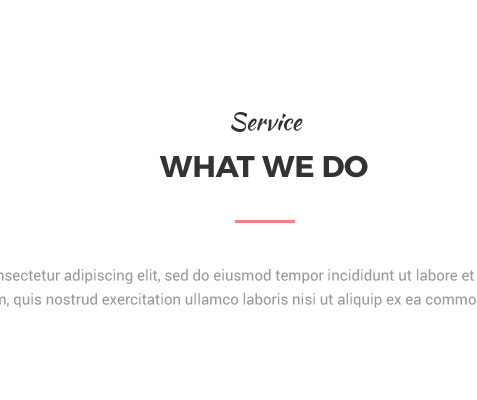 Service
WHAT WE DO
nsectetur adipiscing elit, sed do eiusmod tempor incididunt ut labore et
, quis nostrud exercitation ullamco laboris nisi ut aliquip ex ea commo